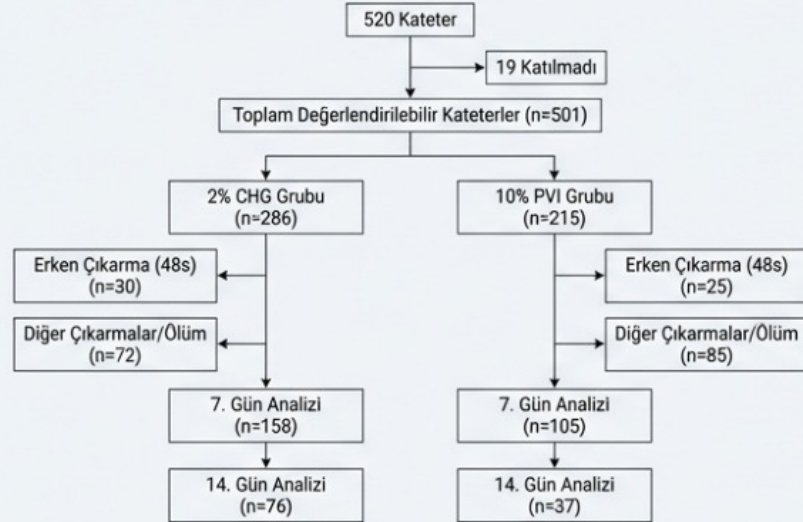 520 Kateter
19 Katılmadı
Toplam Değerlendirilebilir Kateterler (n=501)
2% CHG Grubu
(n=286)
10% PVI Grubu
(n=215)
Erken Çıkarma (48s)
(n=30)
Erken Çıkarma (48s)
(n=25)
Diğer Çıkarmalar/Ölüm
(n=72)
Diğer Çıkarmalar/Ölüm
(n=85)
7. Gün Analizi
(n=158)
7. Gün Analizi
(n=105)
14. Gün Analizi
(n=76)
14. Gün Analizi
(n=37)